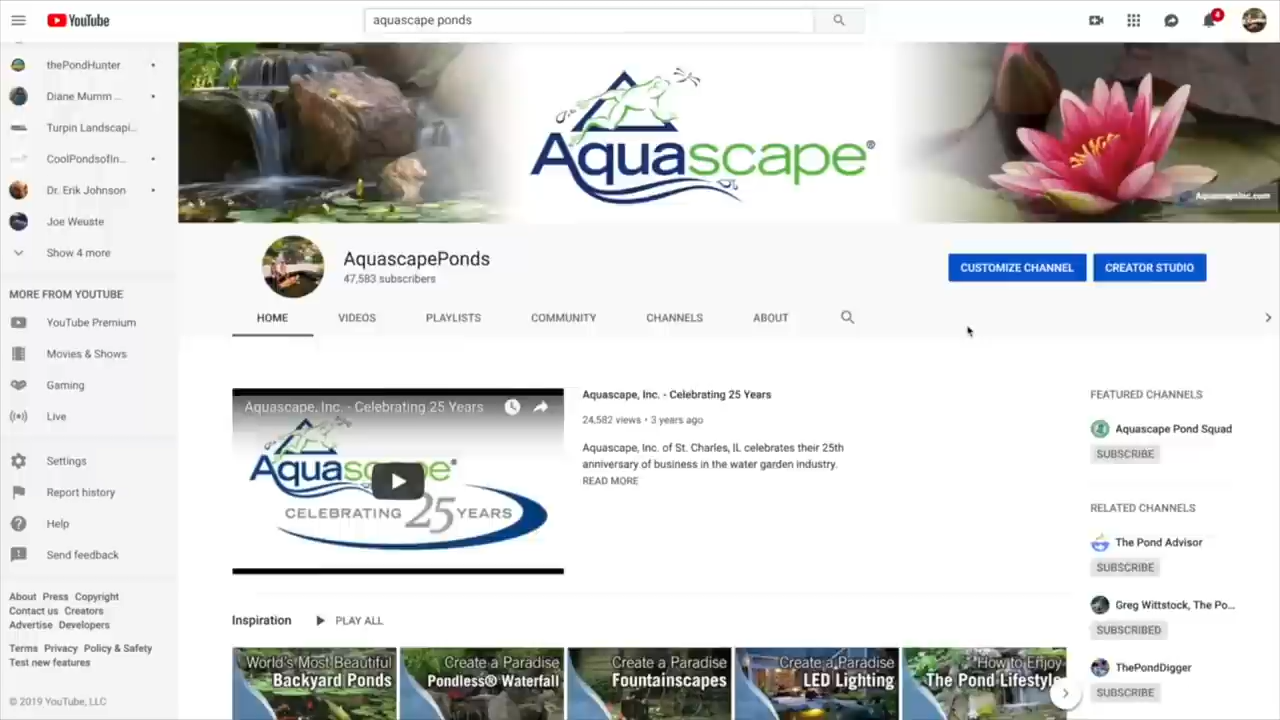 YouTube
aquascape ponds
4
thePondHunter
Diane Mumm ...
Turpin Landscapi...
CoolPondsofIn...
Dr. Erik Johnson
Joe Weuste
Show 4 more
MORE FROM YOUTUBE
YouTube Premium
Movies & Shows
Gaming
Live
Settings
Report history
Help
Send feedback
About Press Copyright
Contact us Creators
Advertise Developers
Terms Privacy Policy & Safety
Test new features
© 2019 YouTube, LLC
Aquascape®
AquascapeInc.com
AquascapePonds
47,583 subscribers
CUSTOMIZE CHANNEL
CREATOR STUDIO
HOME VIDEOS PLAYLISTS COMMUNITY CHANNELS ABOUT
Aquascape, Inc. - Celebrating 25 Years
Aquascape®
CELEBRATING 25 YEARS
Aquascape, Inc. - Celebrating 25 Years
24,582 views • 3 years ago
Aquascape, Inc. of St. Charles, IL celebrates their 25th
anniversary of business in the water garden industry.
READ MORE
FEATURED CHANNELS
Aquascape Pond Squad
SUBSCRIBE
RELATED CHANNELS
The Pond Advisor
SUBSCRIBE
Greg Wittstock, The Po...
SUBSCRIBED
ThePondDigger
SUBSCRIBE
Inspiration PLAY ALL
World's Most Beautiful
Backyard Ponds
Create a Paradise
Pondless® Waterfall
Create a Paradise
Fountainscapes
Create a Paradise
LED Lighting
How to Enjoy
The Pond Lifestyle